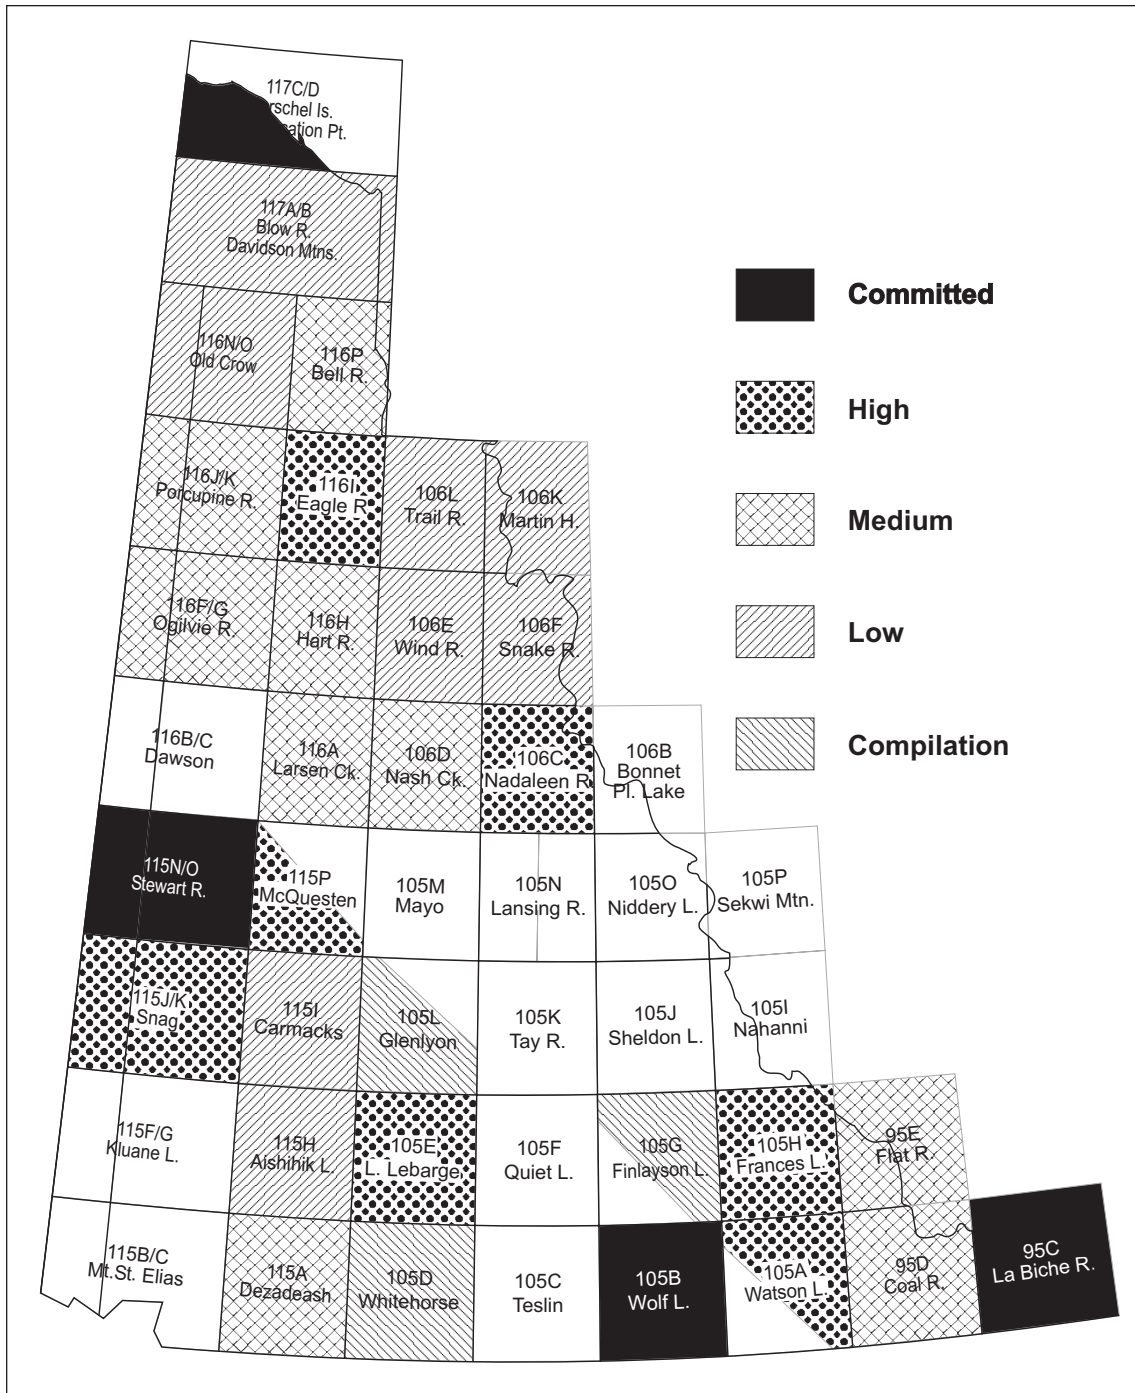 117C/D
rschel Is.
ation Pt.
117A/B
Blow R.
Davidson Mtns.
Committed
116N/O
Old Crow
116P
Bell R.
High
116J/K
Porcupine R.
116I
Eagle R
106L
Trail R.
106K
Martin H.
Medium
116F/G
Ogilvie R.
116H
Hart R.
106E
Wind R.
106F
Snake R.
Low
116B/C
Dawson
116A
Larsen Ck.
106D
Nash Ck.
106C
Nadaleen R
106B
Bonnet
Pl. Lake
Compilation
115N/O
Stewart R.
115P
McQuesten
105M
Mayo
105N
Lansing R.
105O
Niddery L.
105P
Sekwi Mtn.
115J/K
Snag
115I
Carmacks
105L
Glenlyon
105K
Tay R.
105J
Sheldon L.
105I
Nahanni
115F/G
Kluane L.
115H
Aishihik L.
105E
L. Lebarge
105F
Quiet L.
105G
Finlayson L.
105H
Frances L.
95E
Flat R.
115B/C
Mt.St. Elias
115A
Dezadeash
105D
Whitehorse
105C
Teslin
105B
Wolf L.
105A
Watson L.
95D
Coal R.
95C
La Biche R.